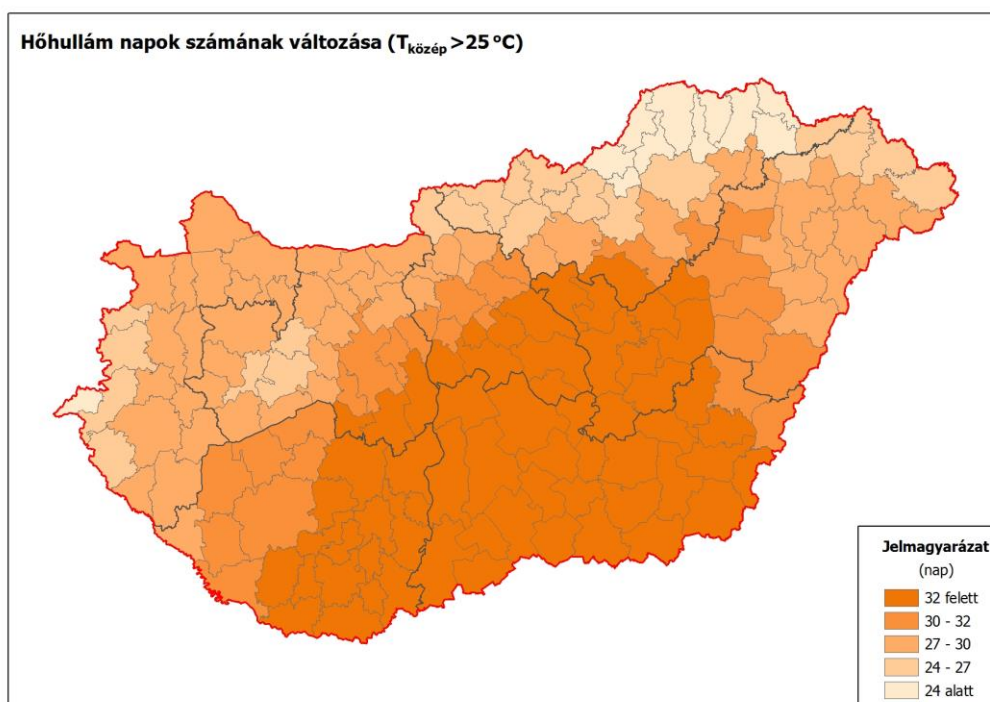 Hőhullám napok számának változása (Tközép >25 °C)
Jelmagyarázat
(nap)
32 felett
30 - 32
27 - 30
24 - 27
24 alatt